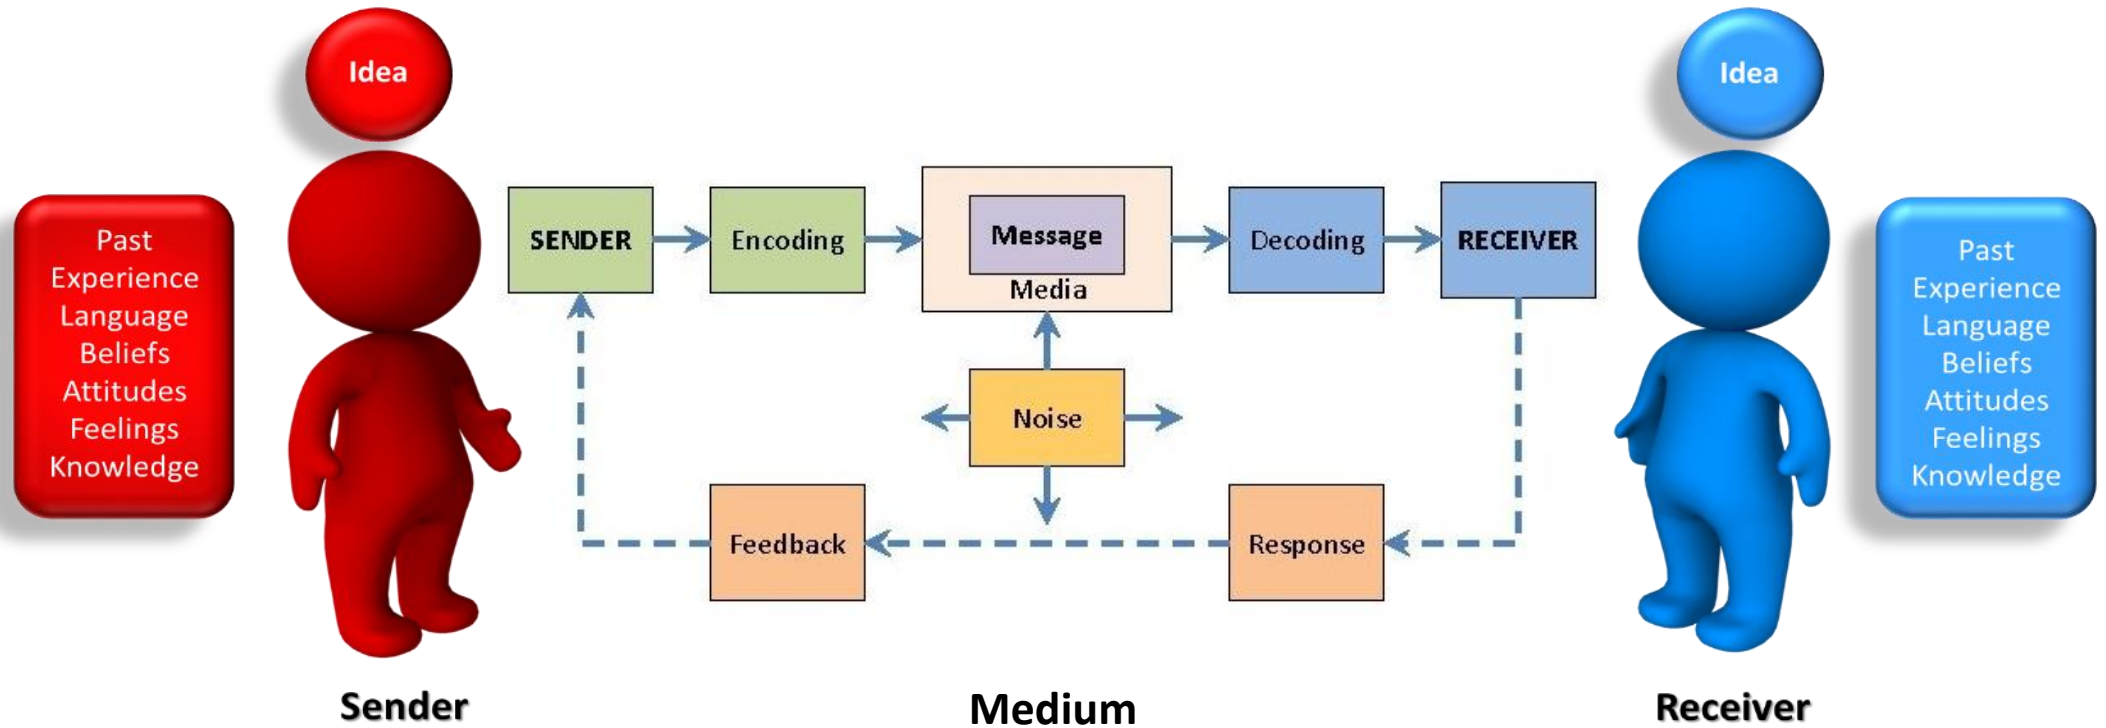 Idea
Idea
Past
Experience
Language
Beliefs
Attitudes
Feelings
Knowledge
SENDER
Encoding
Message
Media
Decoding
RECEIVER
Noise
Feedback
Response
Past
Experience
Language
Beliefs
Attitudes
Feelings
Knowledge
Sender
Medium
Receiver